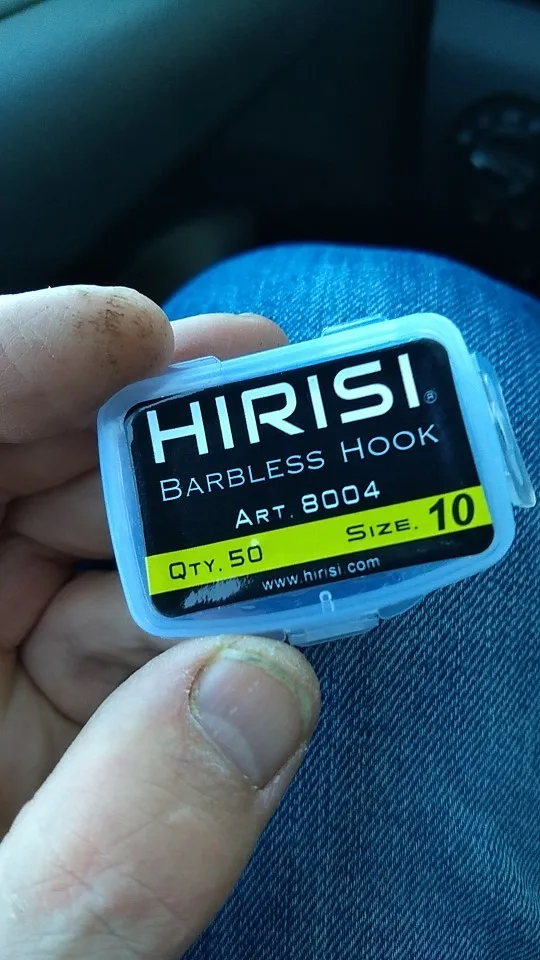 HIRISI®
BARBLESS HOOK
ART. 8004
QTY. 50 SIZE. 10
www.hirisi.com